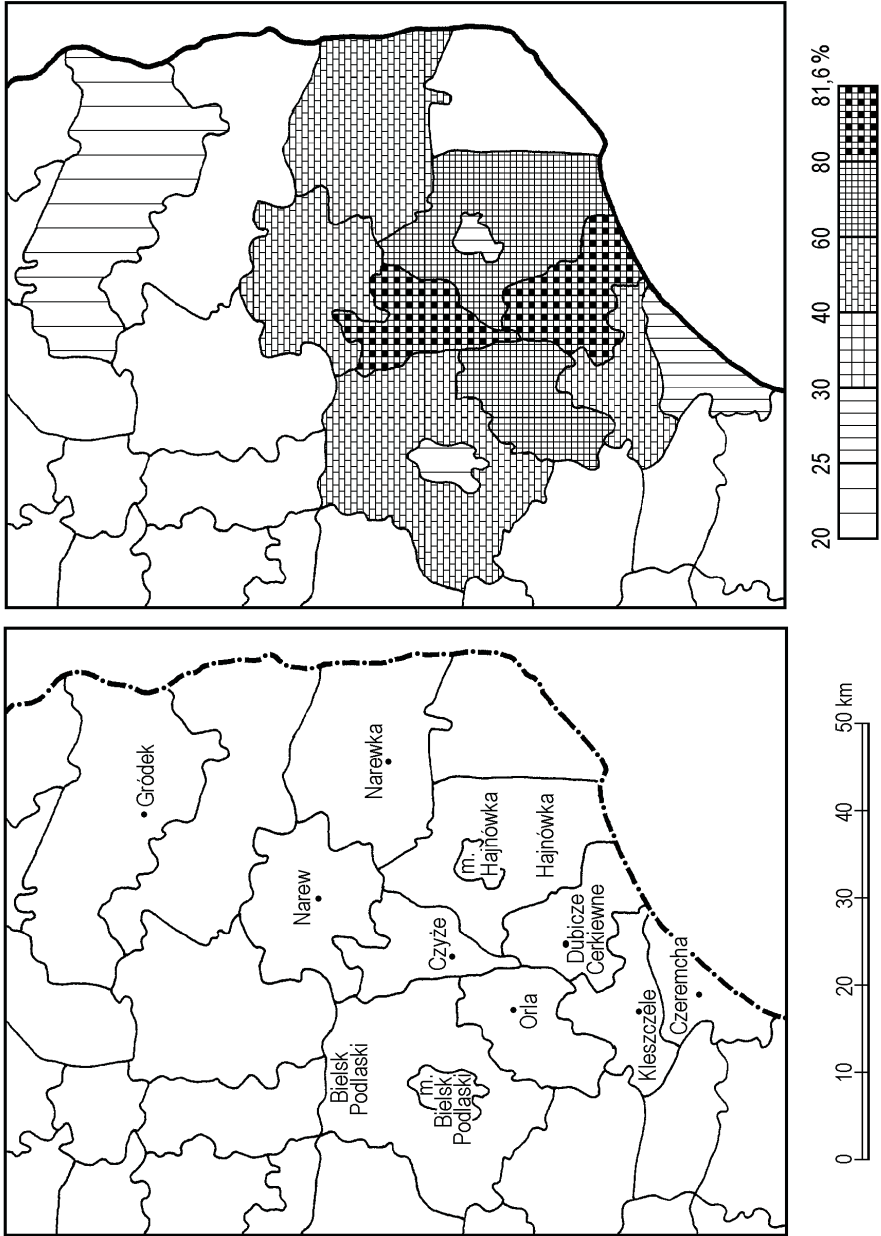 81,6 %
80
60
40
30
25
20
Gródek
Narewka
Narew
m.
Hajnówka
Hajnówka
Czyże
Dubicze
Cerkiewne
Orla
Kleszczele
Czeremcha
Bielsk
Podlaski
m.
Bielsk
Podlaski
0 10 20 30 40 50 km